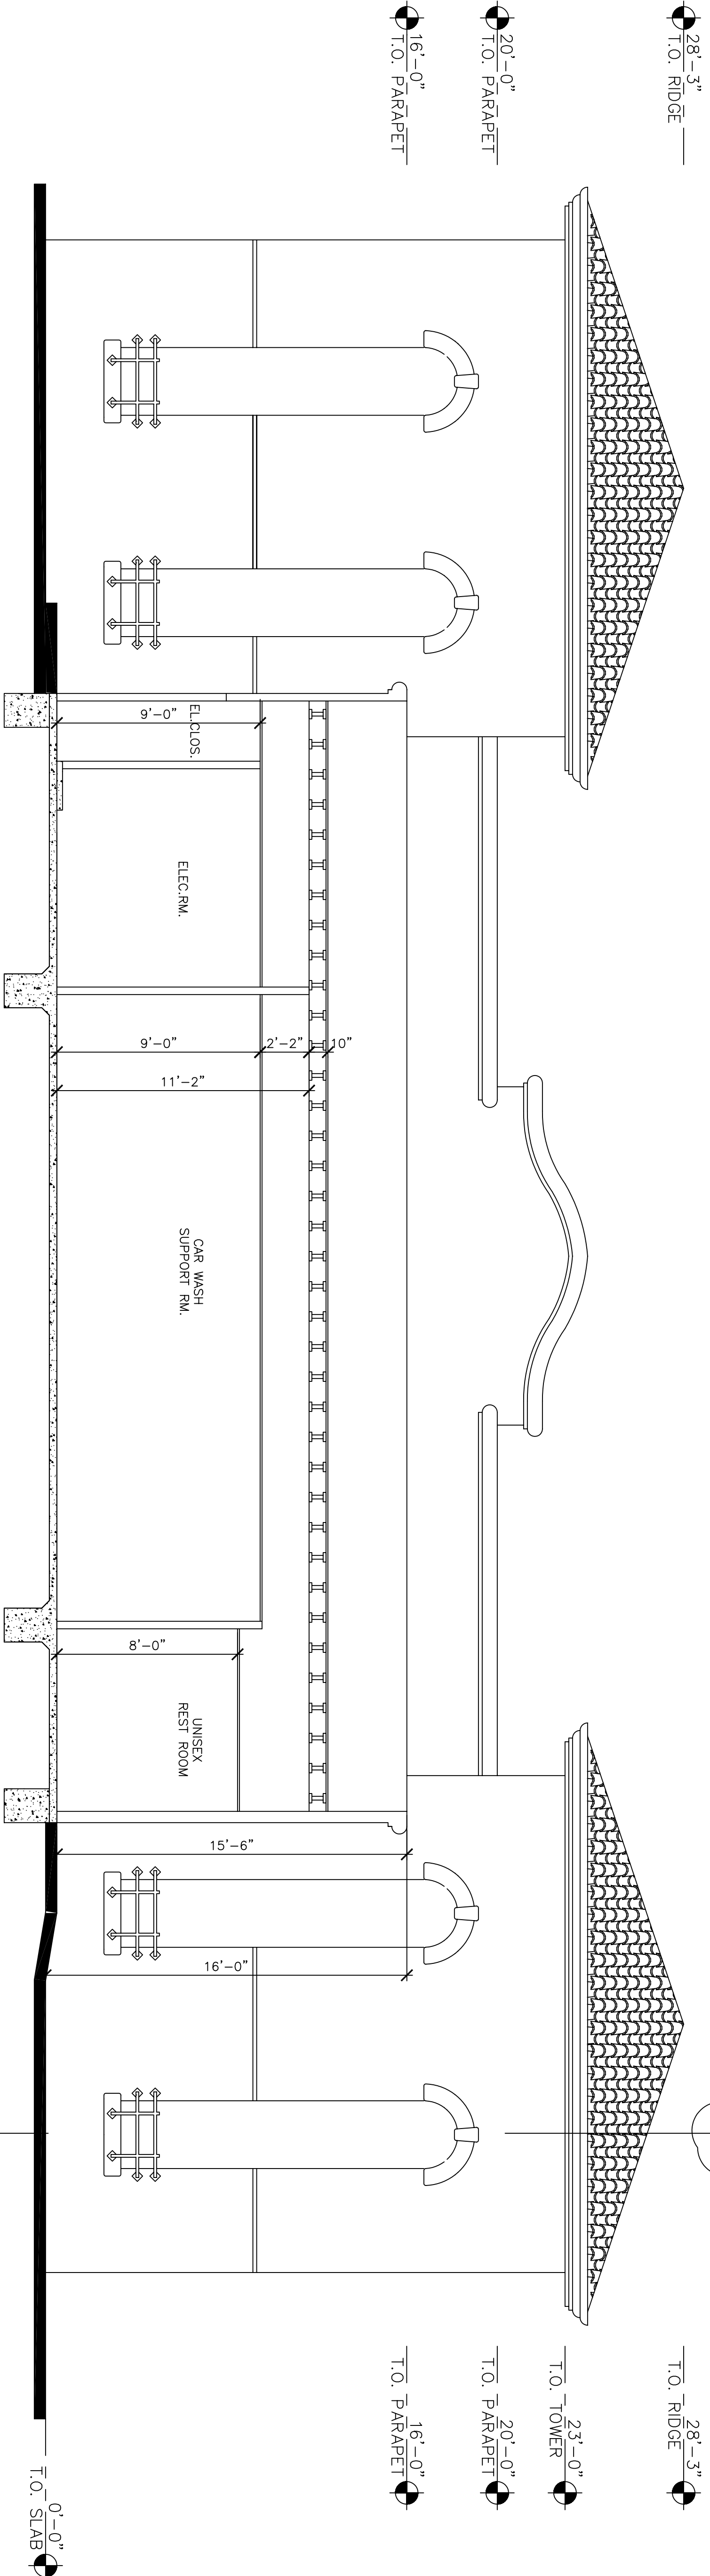 28'-3"
T.O. RIDGE
20'-0"
T.O. PARAPET
16'-0"
T.O. PARAPET
EL.CLOS.
9'-0"
ELEC.RM.
9'-0"
2'-2"
10"
11'-2"
CAR WASH
SUPPORT RM.
8'-0"
UNISEX
REST ROOM
15'-6"
16'-0"
28'-3"
T.O. RIDGE
23'-0"
T.O. TOWER
20'-0"
T.O. PARAPET
16'-0"
T.O. PARAPET
0'-0"
T.O. SLAB